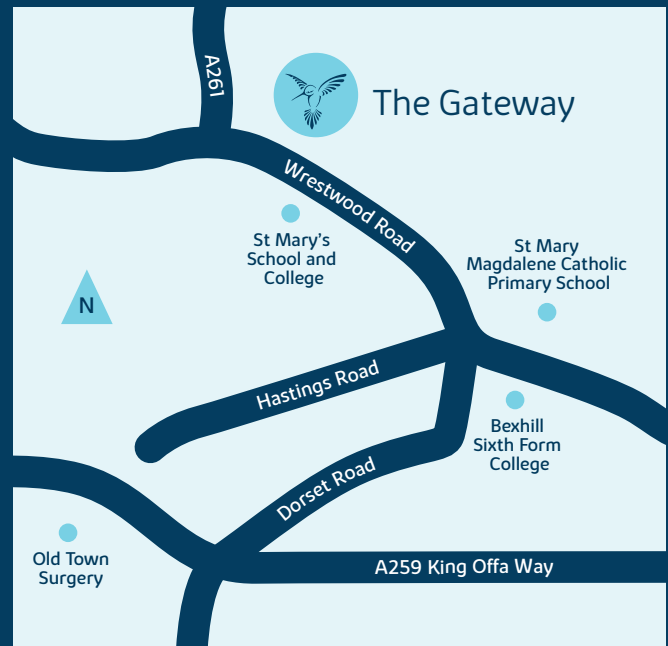 A261
The Gateway
Wrestwood Road
St Mary's
School and
College
St Mary
Magdalene Catholic
Primary School
N
Hastings Road
Bexhill
Sixth Form
College
Dorset Road
Old Town
Surgery
A259 King Offa Way